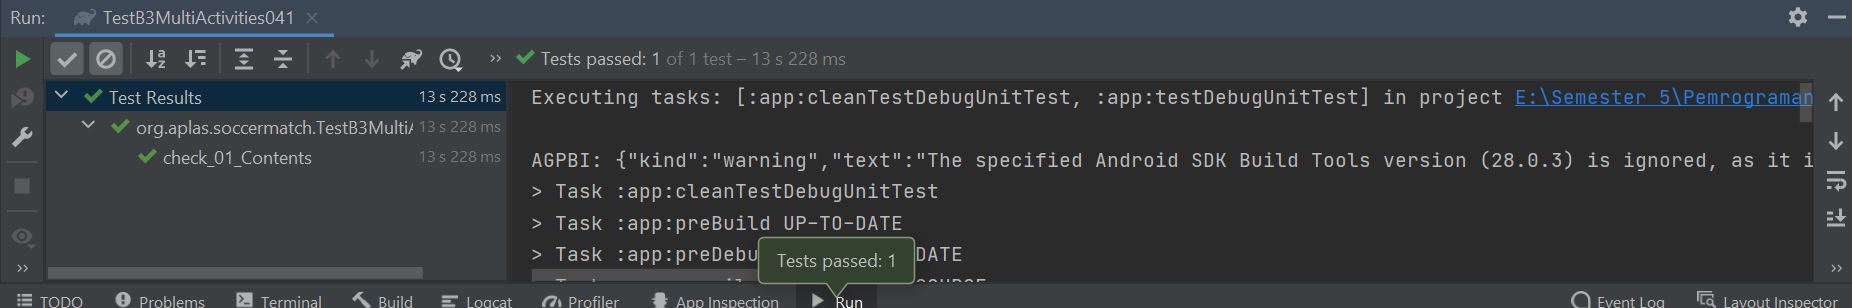 Run: TestB3MultiActivities041
Tests passed: 1 of 1 test – 13 s 228 ms
Test Results 13 s 228 ms
org.aplas.soccermatch.TestB3Multi 13 s 228 ms
check_01_Contents 13 s 228 ms
Executing tasks: [:app:cleanTestDebugUnitTest, :app:testDebugUnitTest] in project E:\Semester 5\Pemrograman
AGPBI: {"kind":"warning","text":"The specified Android SDK Build Tools version (28.0.3) is ignored, as it i
> Task :app:cleanTestDebugUnitTest
> Task :app:preBuild UP-TO-DATE
> Task :app:preDebu DATE
Tests passed: 1
TODO Problems Terminal Build Logcat Profiler App Inspection Run Event Log Layout Inspector